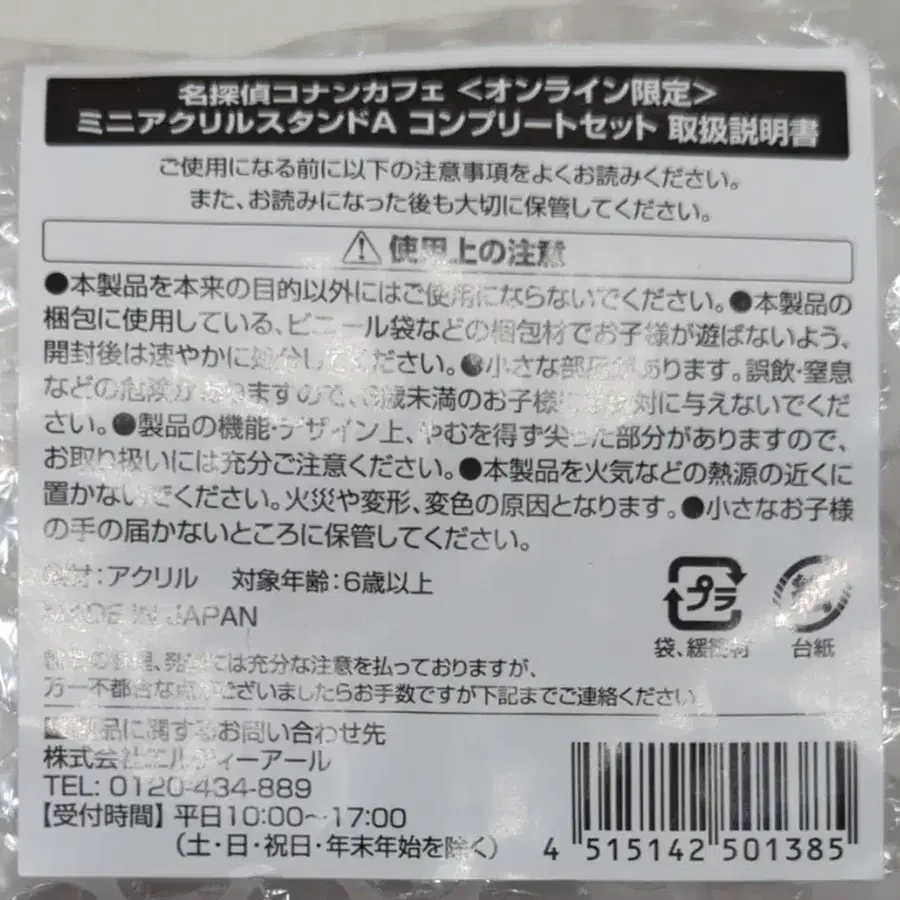 名探偵コナンカフェ <オンライン限定>
ミニアクリルスタンドA コンプリートセット 取扱説明書
ご使用になる前に以下の注意事項をよくお読みください。
また、お読みになった後も大切に保管してください。
使用上の注意
●本製品を本来の目的以外にはご使用にならないでください。●本製品の
梱包に使用している、ビニール袋などの梱包材でお子様が遊ばないよう、
開封後は速やかに処分してください。●小さな部品があります。誤飲・窒息
などの危険がありますので、3歳未満のお子様には絶対に与えないでくだ
さい。●製品の機能・デザイン上、やむを得ず尖った部分がありますので、
お取り扱いには充分ご注意ください。●本製品を火気などの熱源の近くに
置かないでください。火災や変形、変色の原因となります。●小さなお子様
の手の届かないところに保管してください。
:アクリル 対象年齢:6歳以上
MADE IN JAPAN
プラ
袋、緩衝材
紙
台紙
には充分な注意を払っておりますが、
万一不都合な点がございましたらお手数ですが下記までご連絡ください
製品に関するお問い合わせ先
株式会社エルディーアール
TEL: 0120-434-889
【受付時間】 平日10:00~17:00
(土・日・祝日・年末年始を除く)
4 515142 501385